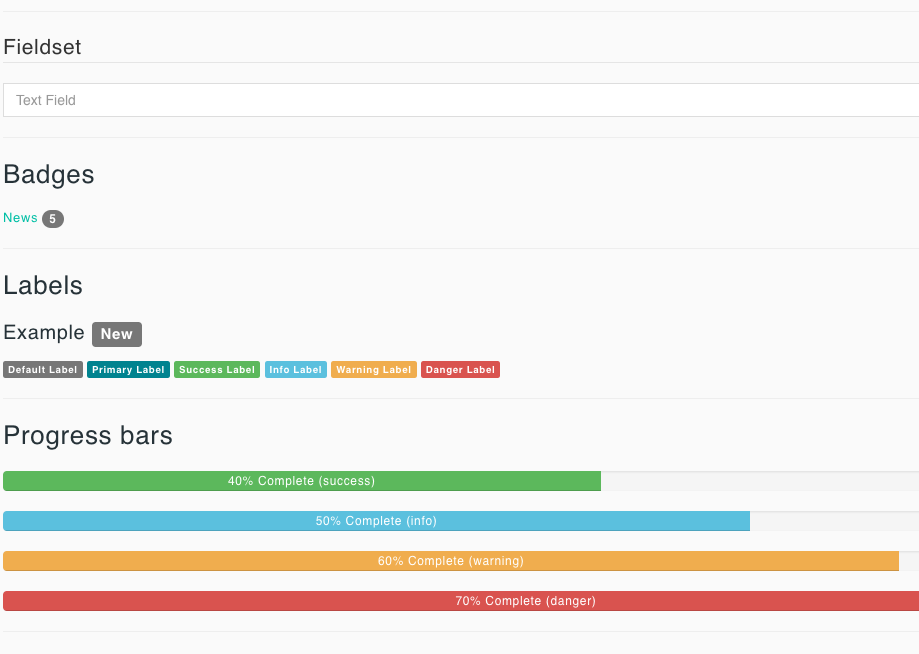 Fieldset
Text Field
Badges
News 5
Labels
Example New
Default Label Primary Label Success Label Info Label Warning Label Danger Label
Progress bars
40% Complete (success)
50% Complete (info)
60% Complete (warning)
70% Complete (danger)